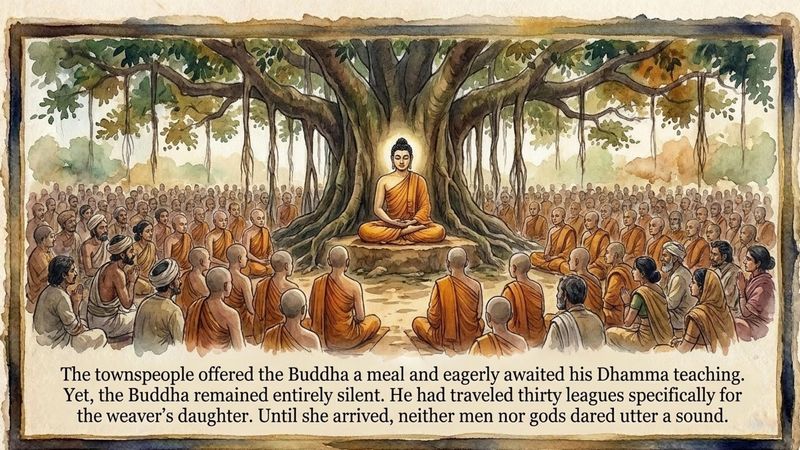 The townspeople offered the Buddha a meal and eagerly awaited his Dhamma teaching.
Yet, the Buddha remained entirely silent. He had traveled thirty leagues specifically for
the weaver’s daughter. Until she arrived, neither men nor gods dared utter a sound.